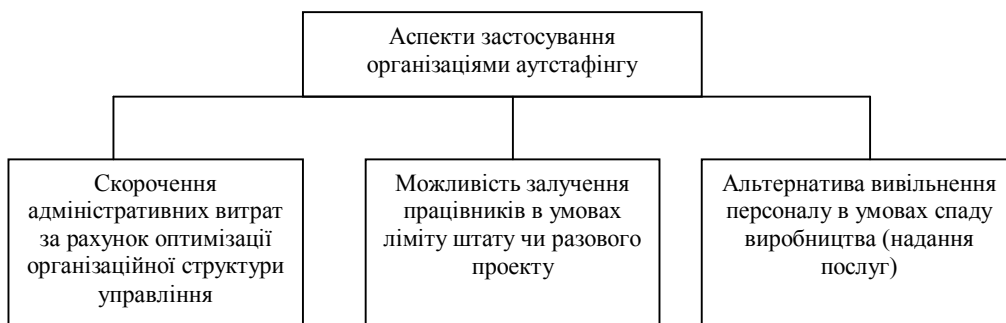 Аспекти застосування
організаціями аутстафінгу
Скорочення
адміністративних витрат
за рахунок оптимізації
організаційної структури
управління
Можливість залучення
працівників в умовах
ліміту штату чи разового
проекту
Альтернатива вивільнення
персоналу в умовах спаду
виробництва (надання
послуг)